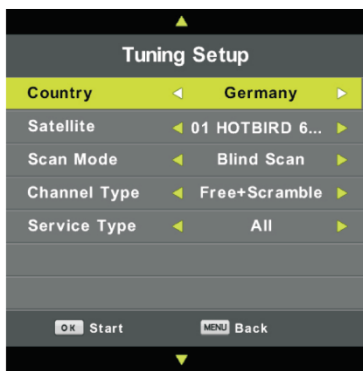 Tuning Setup
Country Germany
Satellite 01 HOTBIRD 6...
Scan Mode Blind Scan
Channel Type Free+Scramble
Service Type All
OK Start MENU Back